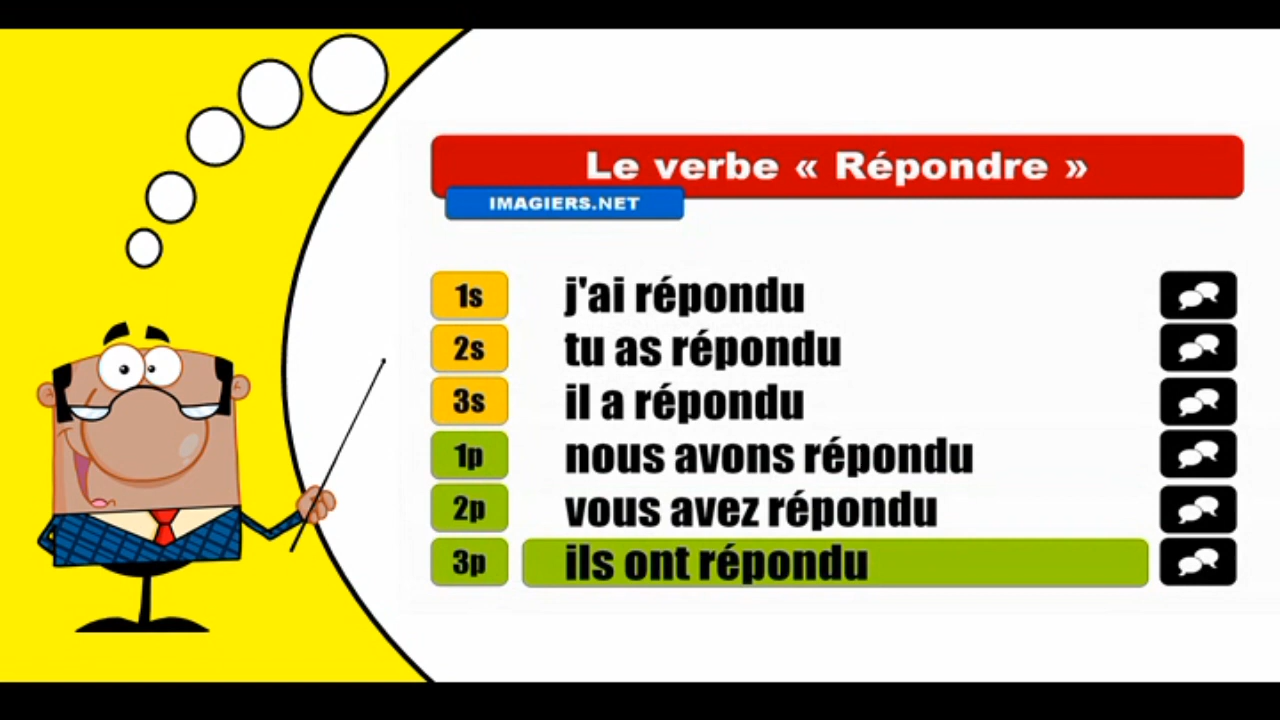 Le verbe « Répondre »
IMAGIERS.NET
1s j'ai répondu
2s tu as répondu
3s il a répondu
1p nous avons répondu
2p vous avez répondu
3p ils ont répondu